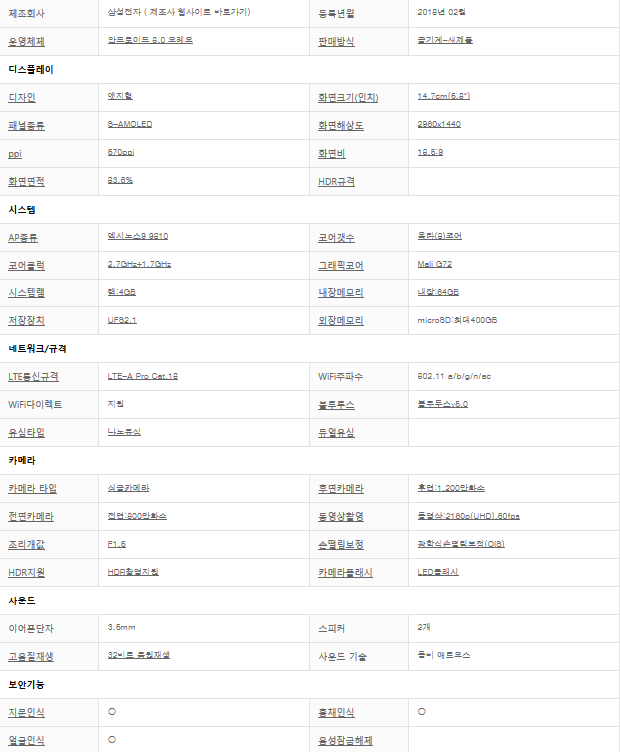 제조회사 삼성전자 ( 제조사 웹사이트 바로가기) 등록년월 2018년 02월
운영체제 안드로이드 8.0 오레오 판매방식 공기계-새제품
디스플레이
디자인 엣지형 화면크기(인치) 14.7cm(5.8")
패널종류 S-AMOLED 화면해상도 2960x1440
ppi 570ppi 화면비 18.5:9
화면면적 83.6% HDR규격
시스템
AP종류 엑시노스9 9810 코어갯수 옥타(8)코어
코어클럭 2.7GHz+1.7GHz 그래픽코어 Mali G72
시스템램 램:4GB 내장메모리 내장:64GB
저장장치 UFS2.1 외장메모리 microSD:최대400GB
네트워크/규격
LTE통신규격 LTE-A Pro Cat.18 WiFi주파수 802.11 a/b/g/n/ac
WiFi다이렉트 지원 블루투스 블루투스v5.0
유심타입 나노유심 듀얼유심
카메라
카메라 타입 싱글카메라 후면카메라 후면:1,200만화소
전면카메라 전면:800만화소 동영상촬영 동영상:2160p(UHD),60fps
조리개값 F1.5 손떨림보정 광학식손떨림보정(OIS)
HDR지원 HDR촬영지원 카메라플래시 LED플래시
사운드
이어폰단자 3.5mm 스피커 2개
고음질재생 32비트 음원재생 사운드 기술 돌비 애트모스
보안기능
지문인식 ○ 홍채인식 ○
얼굴인식 ○ 음성잠금해제